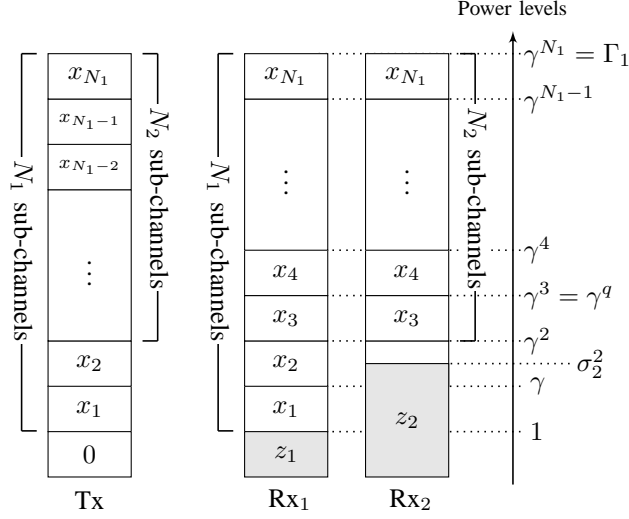 Power levels
x_{N_1} x_{N_1} x_{N_1} γ^{N_1} = Γ_1
x_{N_1−1} γ^{N_1−1}
x_{N_1−2}
N_1 sub-channels
N_2 sub-channels
N_1 sub-channels
N_2 sub-channels
⋮ ⋮ ⋮
γ^4
x_4 x_4
γ^3 = γ^q
x_3 x_3
γ^2
x_2 x_2
σ_2^2
γ
x_1 x_1
z_2
1
0 z_1
Tx Rx_1 Rx_2